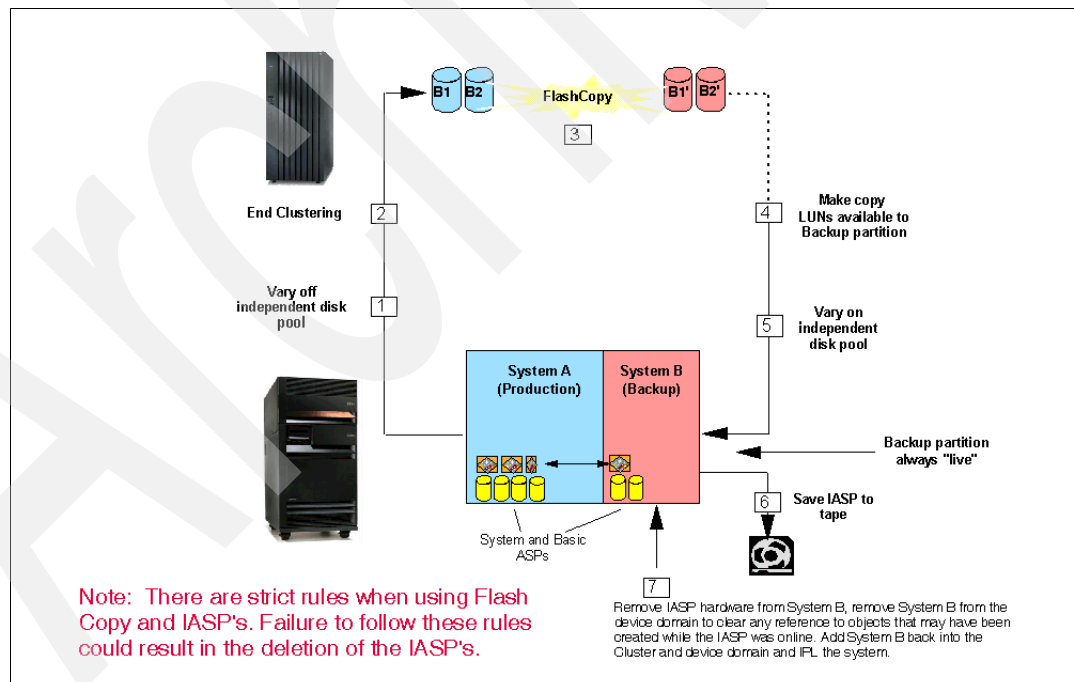 B1 B2
FlashCopy
B1' B2'
3
End Clustering
2
4
Make copy
LUNs available to
Backup partition
Vary off
independent disk
pool
1
5
Vary on
independent
disk pool
System A
(Production)
System B
(Backup)
Backup partition
always "live"
6
Save IASP to
tape
System and Basic
ASPs
7
Note: There are strict rules when using Flash
Copy and IASP's. Failure to follow these rules
could result in the deletion of the IASP's.
Remove IASP hardware from System B, remove System B from the
device domain to clear any reference to objects that may have been
created while the IASP was online. Add System B back into the
Cluster and device domain and IPL the system.